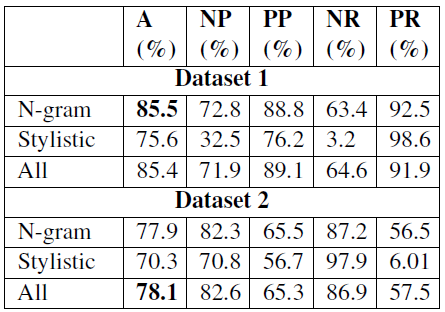 A NP PP NR PR
(%) (%) (%) (%) (%)
Dataset 1
N-gram 85.5 72.8 88.8 63.4 92.5
Stylistic 75.6 32.5 76.2 3.2 98.6
All 85.4 71.9 89.1 64.6 91.9
Dataset 2
N-gram 77.9 82.3 65.5 87.2 56.5
Stylistic 70.3 70.8 56.7 97.9 6.01
All 78.1 82.6 65.3 86.9 57.5